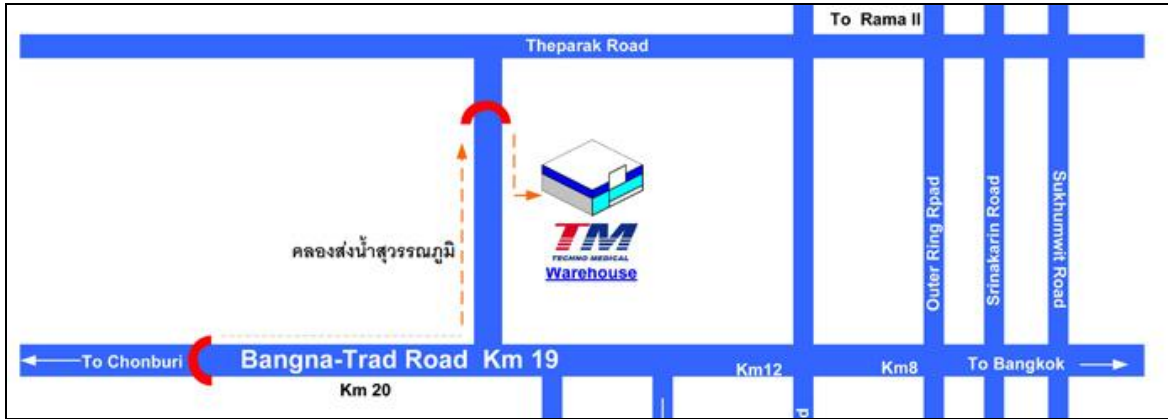 To Rama II
Theparak Road
คลองส่งน้ำสุวรรณภูมิ
TM
TECHNO MEDICAL
Warehouse
Outer Ring Rpad
Srinakarin Road
Sukhumwit Road
To Chonburi
Bangna-Trad Road Km 19
Km12
Km8
To Bangkok
Km 20